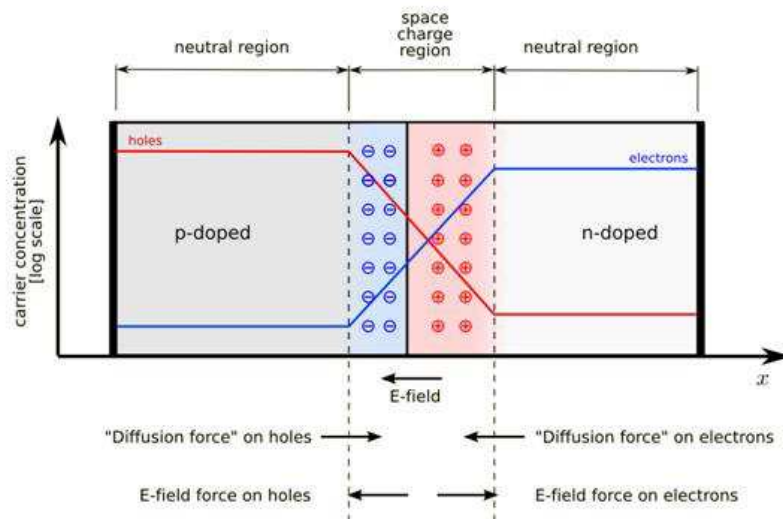 space
charge
region
neutral region
neutral region
holes
electrons
p-doped
n-doped
carrier concentration
[log scale]
x
E-field
"Diffusion force" on holes
"Diffusion force" on electrons
E-field force on holes
E-field force on electrons